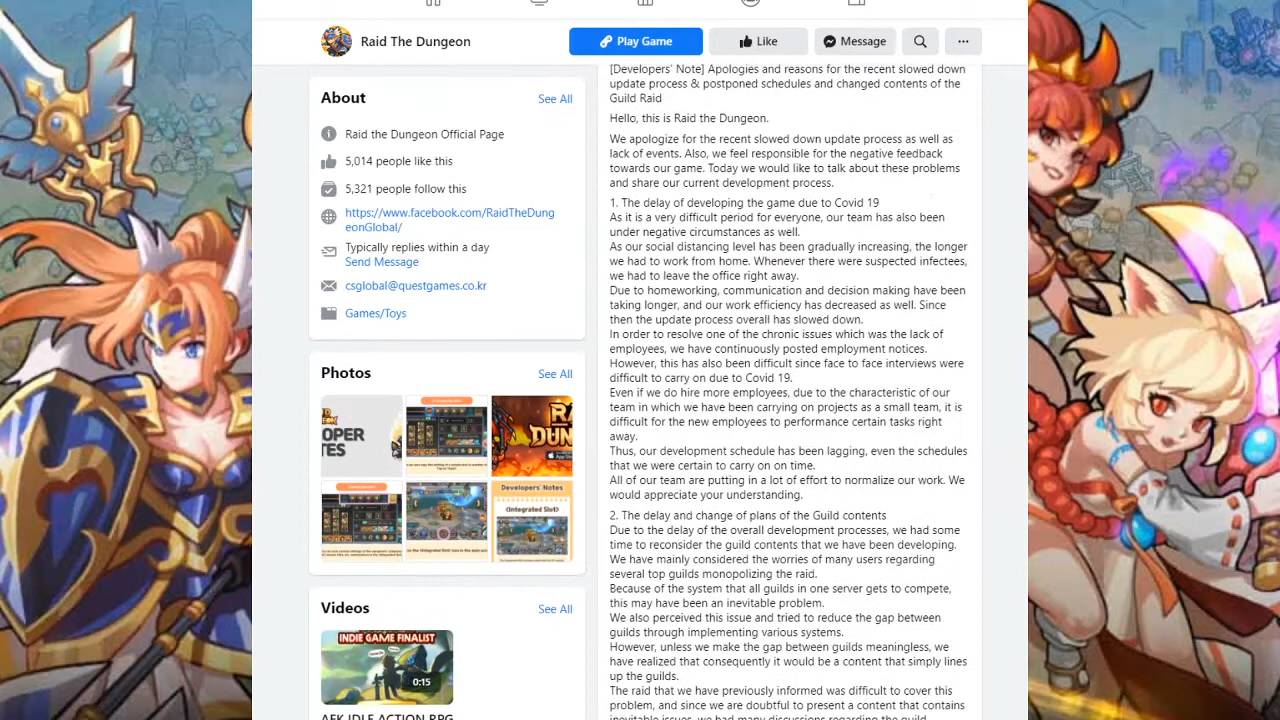 Raid The Dungeon
Play Game
Like
Message
About
See All
Raid the Dungeon Official Page
5,014 people like this
5,321 people follow this
https://www.facebook.com/RaidTheDung
eonGlobal/
Typically replies within a day
Send Message
csglobal@questgames.co.kr
Games/Toys
Photos
See All
OPER
Developers' Notes
<Integrated Slot>
Videos
See All
INDIE GAME FINALIST
0:15
AFK IDLE ACTION RPG
[Developers' Note] Apologies and reasons for the recent slowed down
update process & postponed schedules and changed contents of the
Guild Raid
Hello, this is Raid the Dungeon.
We apologize for the recent slowed down update process as well as
lack of events. Also, we feel responsible for the negative feedback
towards our game. Today we would like to talk about these problems
and share our current development process.
1. The delay of developing the game due to Covid 19
As it is a very difficult period for everyone, our team has also been
under negative circumstances as well.
As our social distancing level has been gradually increasing, the longer
we had to work from home. Whenever there were suspected infectees,
we had to leave the office right away.
Due to homeworking, communication and decision making have been
taking longer, and our work efficiency has decreased as well. Since
then the update process overall has slowed down.
In order to resolve one of the chronic issues which was the lack of
employees, we have continuously posted employment notices.
However, this has also been difficult since face to face interviews were
difficult to carry on due to Covid 19.
Even if we do hire more employees, due to the characteristic of our
team in which we have been carrying on projects as a small team, it is
difficult for the new employees to performance certain tasks right
away.
Thus, our development schedule has been lagging, even the schedules
that we were certain to carry on on time.
All of our team are putting in a lot of effort to normalize our work. We
would appreciate your understanding.
2. The delay and change of plans of the Guild contents
Due to the delay of the overall development processes, we had some
time to reconsider the guild contents that we have been developing.
We have mainly considered the worries of many users regarding
several top guilds monopolizing the raid.
Because of the system that all guilds in one server gets to compete,
this may have been an inevitable problem.
We also perceived this issue and tried to reduce the gap between
guilds through implementing various systems.
However, unless we make the gap between guilds meaningless, we
have realized that consequently it would be a content that simply lines
up the guilds.
The raid that we have previously informed was difficult to cover this
problem, and since we are doubtful to present a content that contains
inevitable issues, we had many discussions regarding the guild